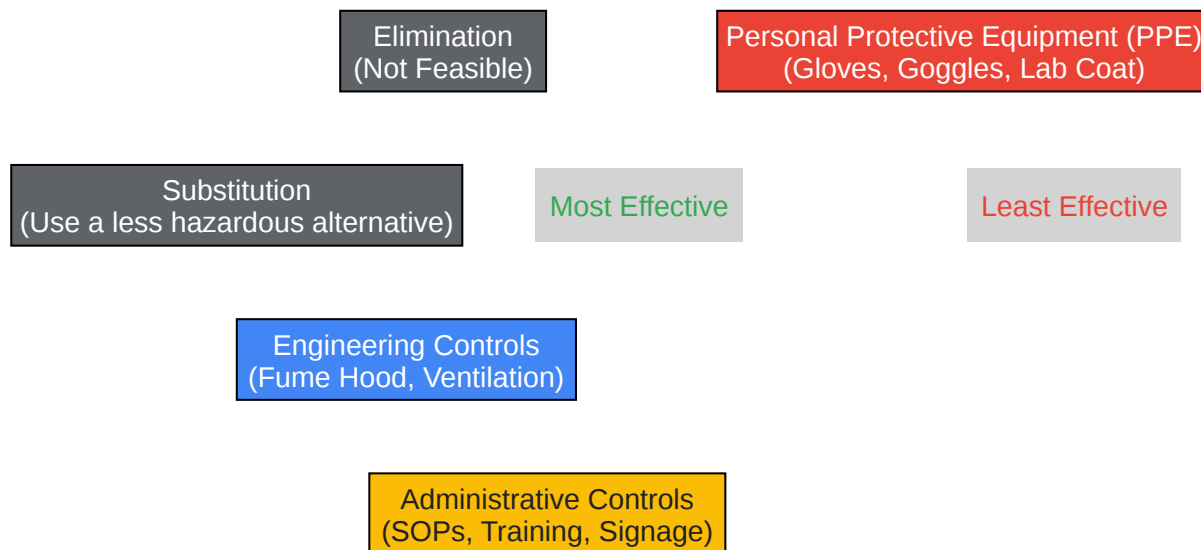 Elimination
(Not Feasible)
Personal Protective Equipment (PPE)
(Gloves, Goggles, Lab Coat)
Substitution
(Use a less hazardous alternative)
Most Effective
Least Effective
Engineering Controls
(Fume Hood, Ventilation)
Administrative Controls
(SOPs, Training, Signage)